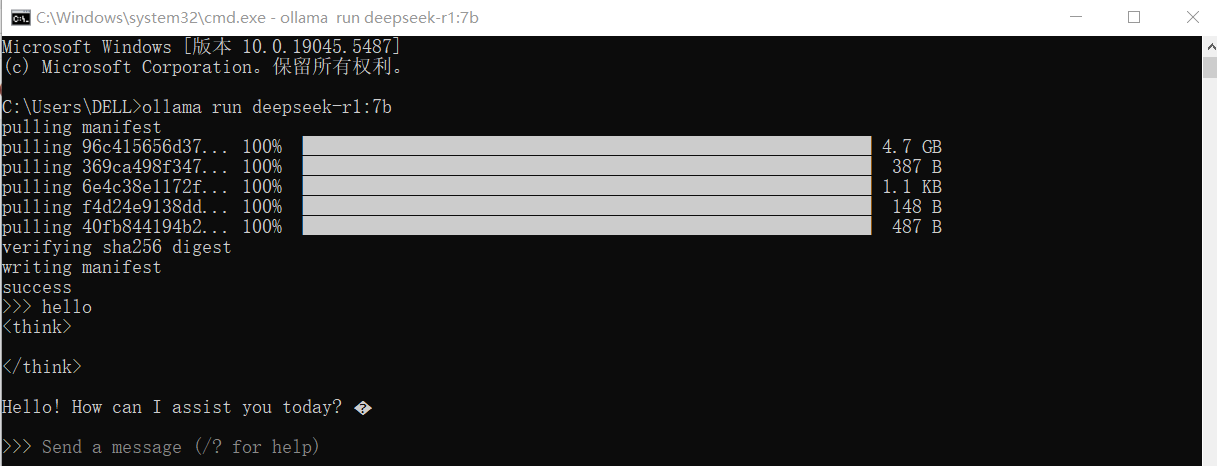 C:\Windows\system32\cmd.exe - ollama  run deepseek-r1:7b
Microsoft Windows [版本 10.0.19045.5487]
(c) Microsoft Corporation。保留所有权利。
C:\Users\DELL>ollama run deepseek-r1:7b
pulling manifest
pulling 96c415656d37... 100% 4.7 GB
pulling 369ca498f347... 100% 387 B
pulling 6e4c38e1172f... 100% 1.1 KB
pulling f4d24e9138dd... 100% 148 B
pulling 40fb844194b2... 100% 487 B
verifying sha256 digest
writing manifest
success
>>> hello
<think>
</think>
Hello! How can I assist you today? �
>>> Send a message (/? for help)